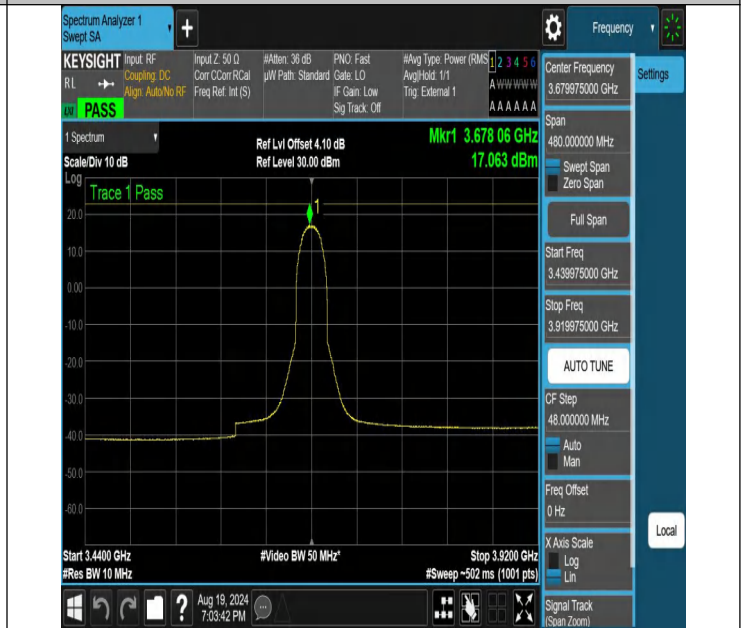 Spectrum Analyzer 1
Swept SA
+
Frequency
KEYSIGHT
RL
PASS
Input: RF
Coupling: DC
Align: Auto/No RF
Input Z: 50 Ω
Corr CCorr RCal
Freq Ref: Int (S)
#Atten: 36 dB
µW Path: Standard
PNO: Fast
Gate: LO
IF Gain: Low
Sig Track: Off
#Avg Type: Power (RMS
Avg|Hold: 1/1
Trig: External 1
1 2 3 4 5 6
A W W W W W
A A A A A A
1 Spectrum
Scale/Div 10 dB
Ref Lvl Offset 4.10 dB
Ref Level 30.00 dBm
Mkr1 3.678 06 GHz
17.063 dBm
Log
Trace 1 Pass
1
20.0
10.0
0.00
-10.0
-20.0
-30.0
-40.0
-50.0
-60.0
Start 3.4400 GHz
#Res BW 10 MHz
#Video BW 50 MHz*
Stop 3.9200 GHz
#Sweep ~502 ms (1001 pts)
Aug 19, 2024
7:03:42 PM
Center Frequency
3.679975000 GHz
Settings
Span
480.000000 MHz
Swept Span
Zero Span
Full Span
Start Freq
3.439975000 GHz
Stop Freq
3.919975000 GHz
AUTO TUNE
CF Step
48.000000 MHz
Auto
Man
Freq Offset
0 Hz
Local
X Axis Scale
Log
Lin
Signal Track
(Span Zoom)